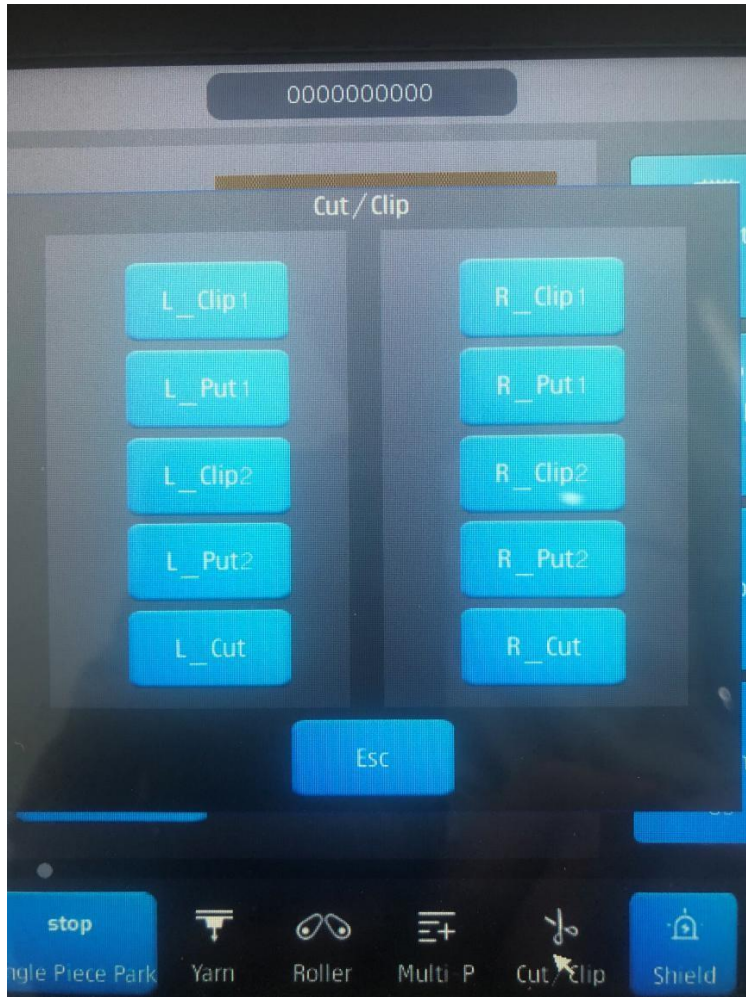 0000000000
Cut/Clip
L_Clip1
R_Clip1
L_Put1
R_Put1
L_Clip2
R_Clip2
L_Put2
R_Put2
L_Cut
R_Cut
Esc
stop
Piece Park
Yarn
Roller
Multi-P
Cut/Clip
Shield